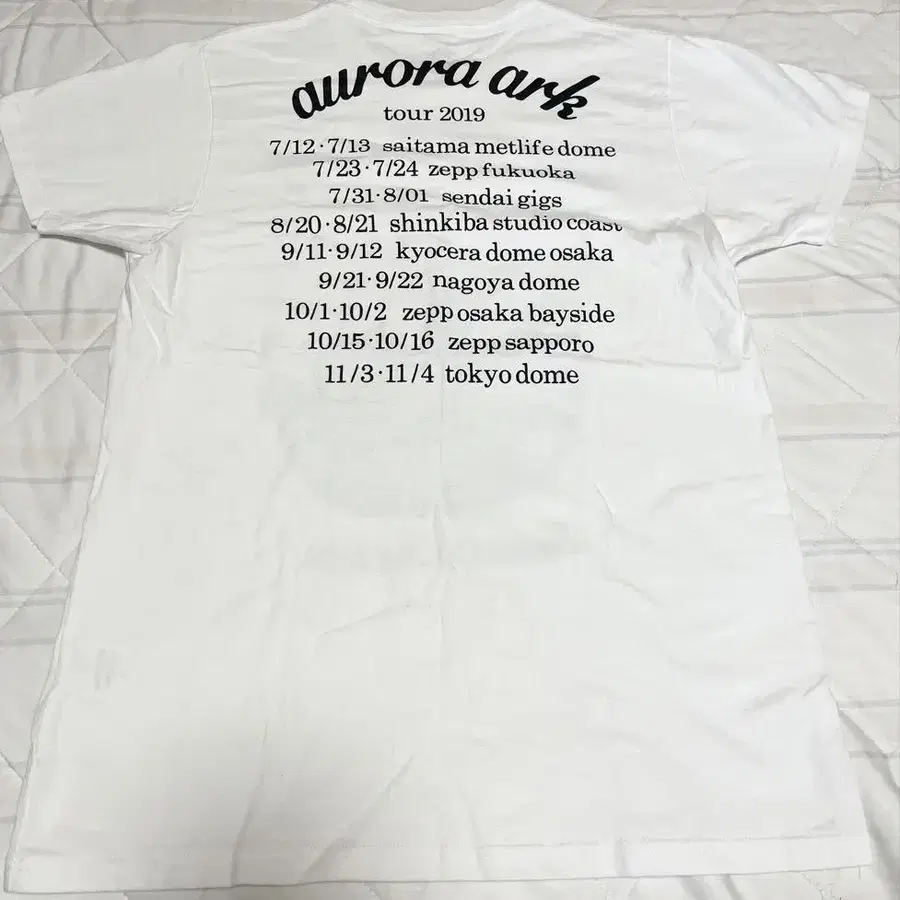 aurora ark
tour 2019
7/12·7/13 saitama metlife dome
7/23·7/24 zepp fukuoka
7/31·8/01 sendai gigs
8/20·8/21 shinkiba studio coast
9/11·9/12 kyocera dome osaka
9/21·9/22 nagoya dome
10/1·10/2 zepp osaka bayside
10/15·10/16 zepp sapporo
11/3·11/4 tokyo dome